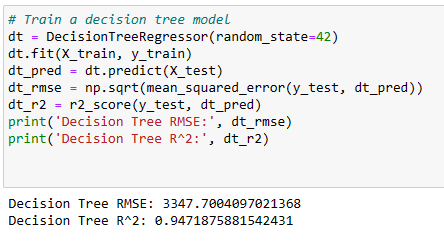 # Train a decision tree model
dt = DecisionTreeRegressor(random_state=42)
dt.fit(X_train, y_train)
dt_pred = dt.predict(X_test)
dt_rmse = np.sqrt(mean_squared_error(y_test, dt_pred))
dt_r2 = r2_score(y_test, dt_pred)
print('Decision Tree RMSE:', dt_rmse)
print('Decision Tree R^2:', dt_r2)
Decision Tree RMSE: 3347.7004097021368
Decision Tree R^2: 0.9471875881542431